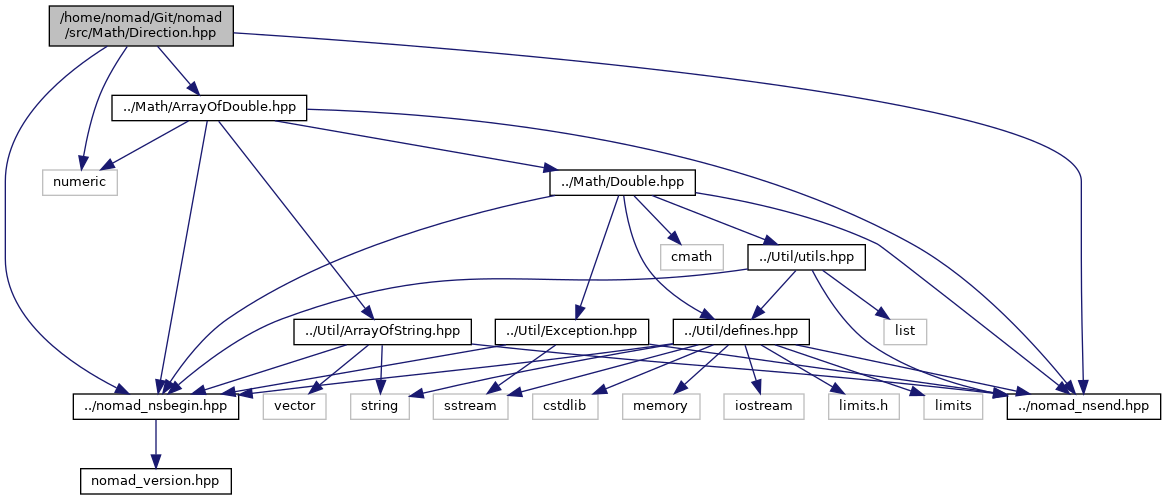 /home/nomad/Git/nomad
/src/Math/Direction.hpp
../Math/ArrayOfDouble.hpp
numeric
../Math/Double.hpp
cmath
../Util/utils.hpp
../Util/ArrayOfString.hpp
../Util/Exception.hpp
../Util/defines.hpp
list
../nomad_nsbegin.hpp
vector
string
sstream
cstdlib
memory
iostream
limits.h
limits
../nomad_nsend.hpp
nomad_version.hpp